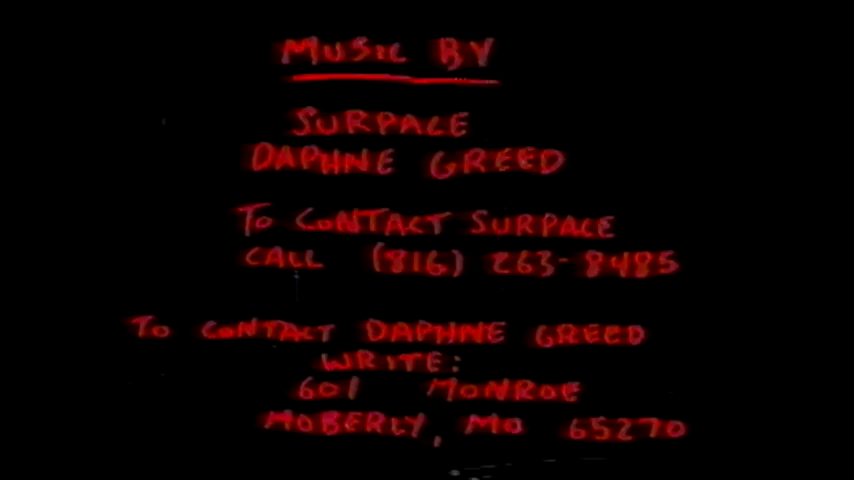 MUSIC BY
SURPACE
DAPHNE GREED
TO CONTACT SURPACE
CALL (816) 263-8485
TO CONTACT DAPHNE GREED
WRITE:
601 MONROE
MOBERLY, MO 65270